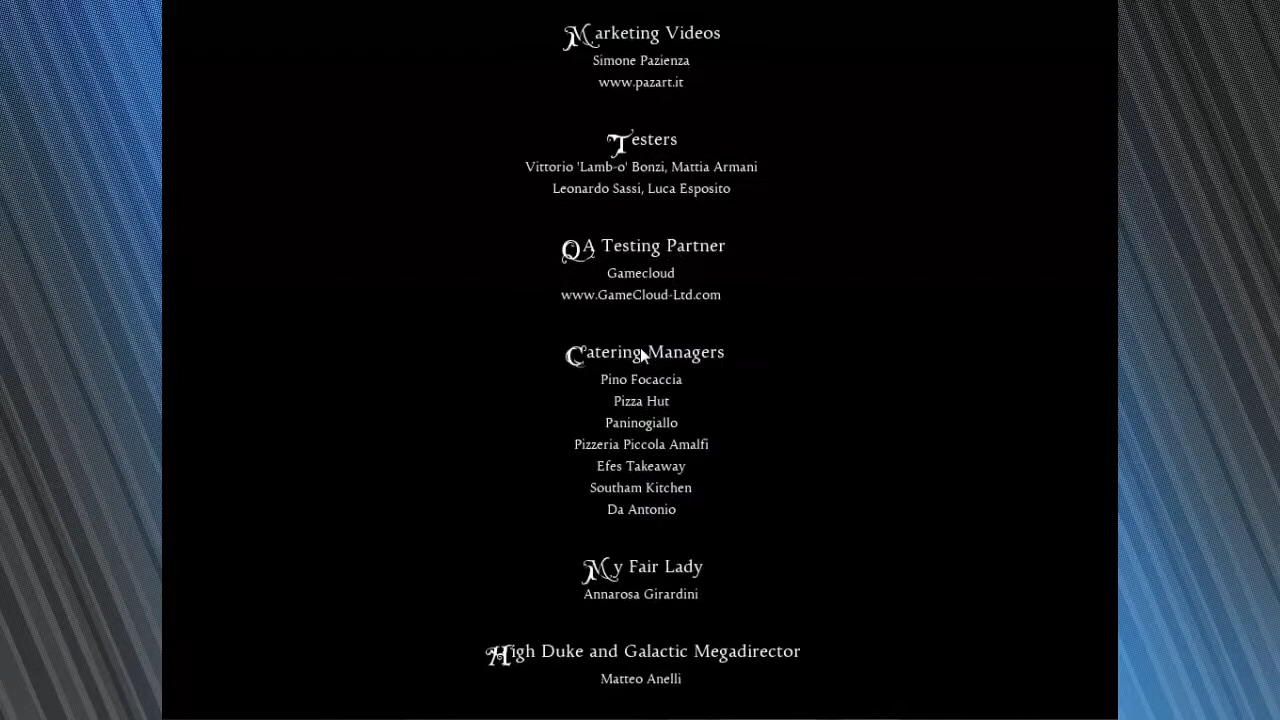 Marketing Videos
Simone Pazienza
www.pazart.it
Testers
Vittorio 'Lamb-o' Bonzi, Mattia Armani
Leonardo Sassi, Luca Esposito
QA Testing Partner
Gamecloud
www.GameCloud-Ltd.com
Catering Managers
Pino Focaccia
Pizza Hut
Paninogiallo
Pizzeria Piccola Amalfi
Efes Takeaway
Southam Kitchen
Da Antonio
My Fair Lady
Annarosa Girardini
High Duke and Galactic Megadirector
Matteo Anelli